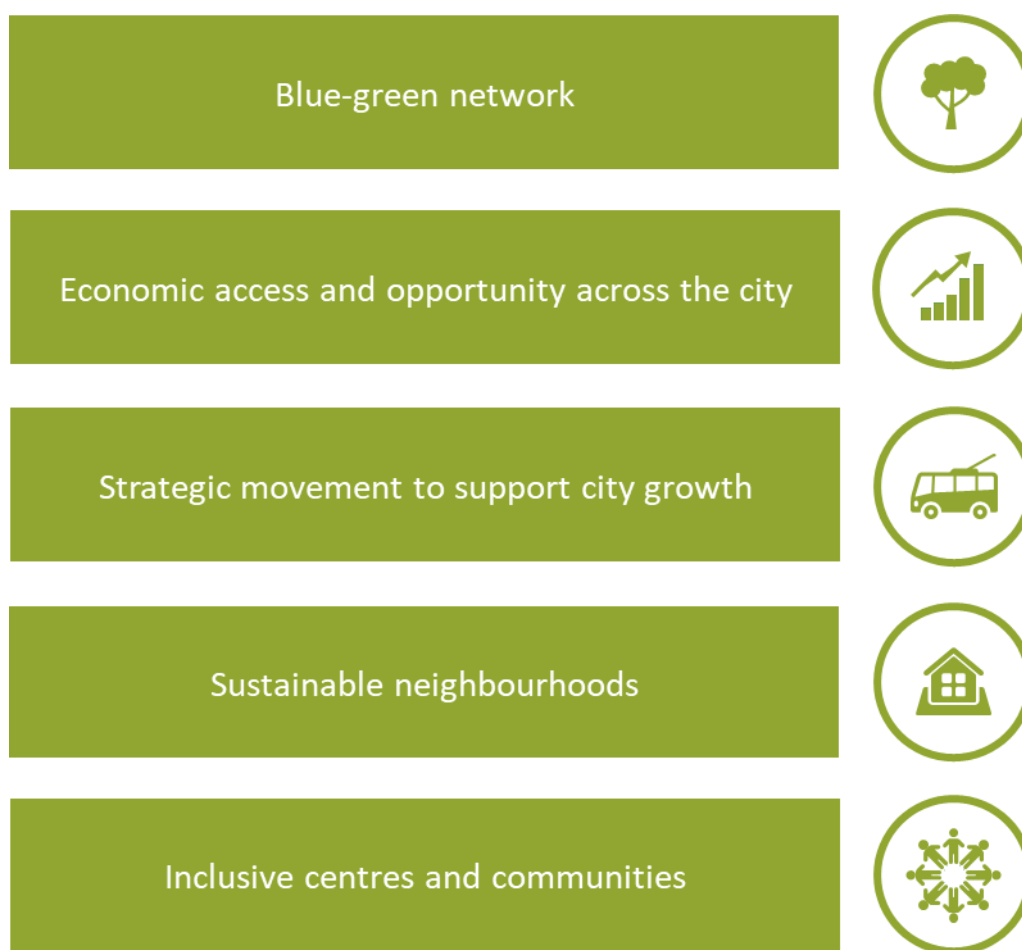 Blue-green network
Economic access and opportunity across the city
Strategic movement to support city growth
Sustainable neighbourhoods
Inclusive centres and communities